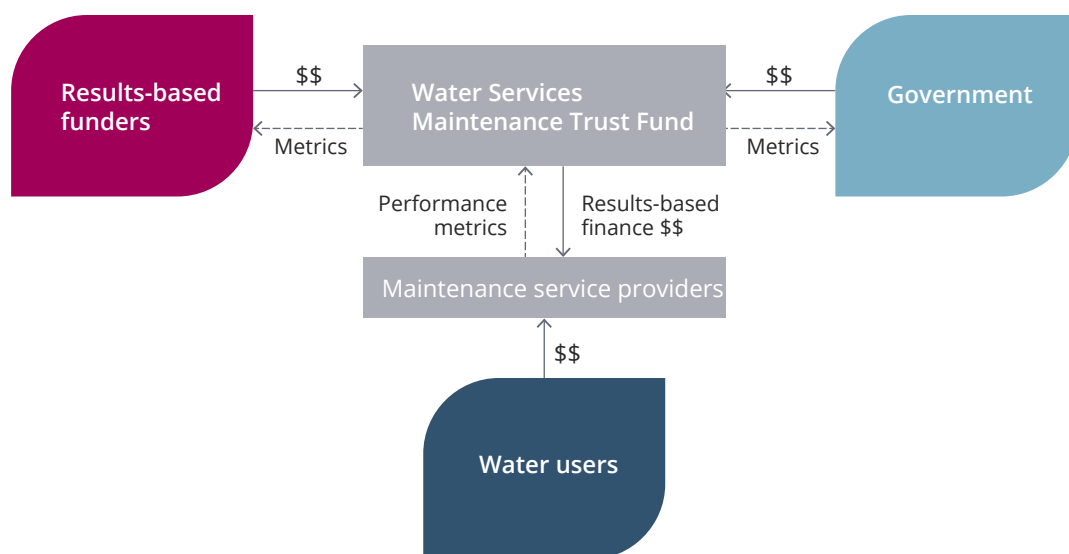 Results-based
funders
$$
Metrics
Water Services
Maintenance Trust Fund
$$
Metrics
Government
Performance
metrics
Results-based
finance $$
Maintenance service providers
$$
Water users